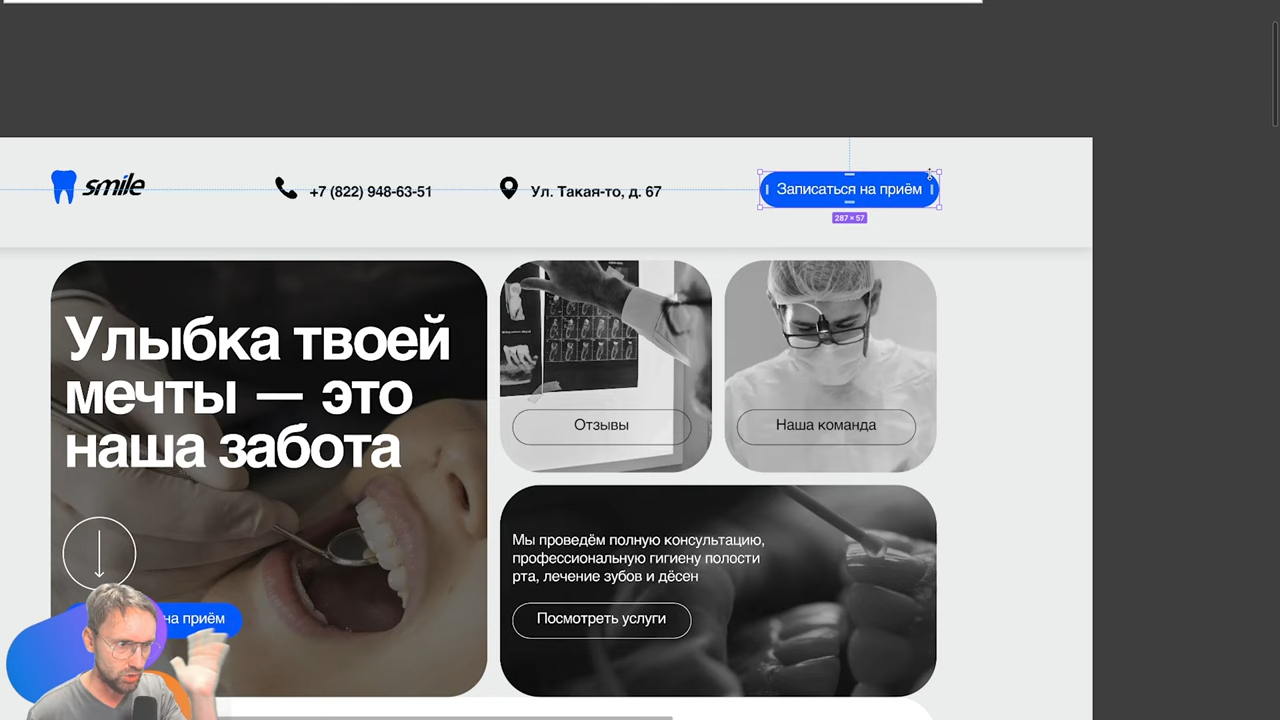 smile
+7 (822) 948-63-51
Ул. Такая-то, д. 67
Записаться на приём
287 × 57
Улыбка твоей
мечты — это
наша забота
на приём
Отзывы
Наша команда
Мы проведём полную консультацию,
профессиональную гигиену полости
рта, лечение зубов и дёсен
Посмотреть услуги